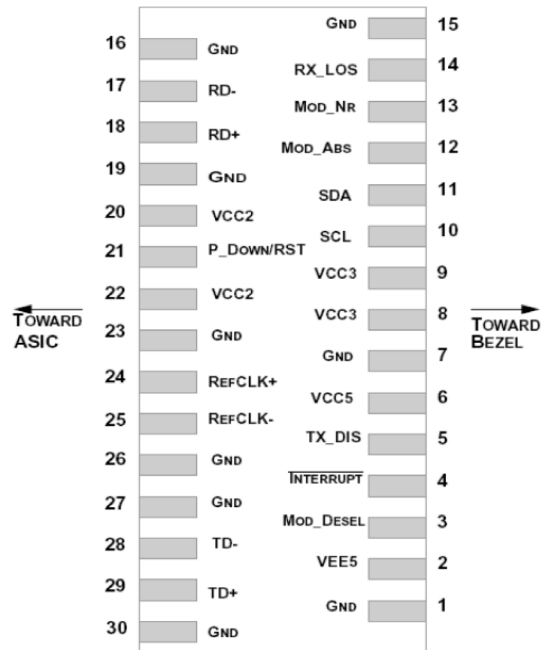 16 GND
17 RD-
18 RD+
19 GND
20 VCC2
21 P_DOWN/RST
22 VCC2
23 GND
24 REFCLK+
25 REFCLK-
26 GND
27 GND
28 TD-
29 TD+
30 GND
TOWARD
ASIC
GND 15
RX_LOS 14
MOD_NR 13
MOD_ABS 12
SDA 11
SCL 10
VCC3 9
VCC3 8
GND 7
VCC5 6
TX_DIS 5
INTERRUPT 4
MOD_DESEL 3
VEE5 2
GND 1
TOWARD
BEZEL